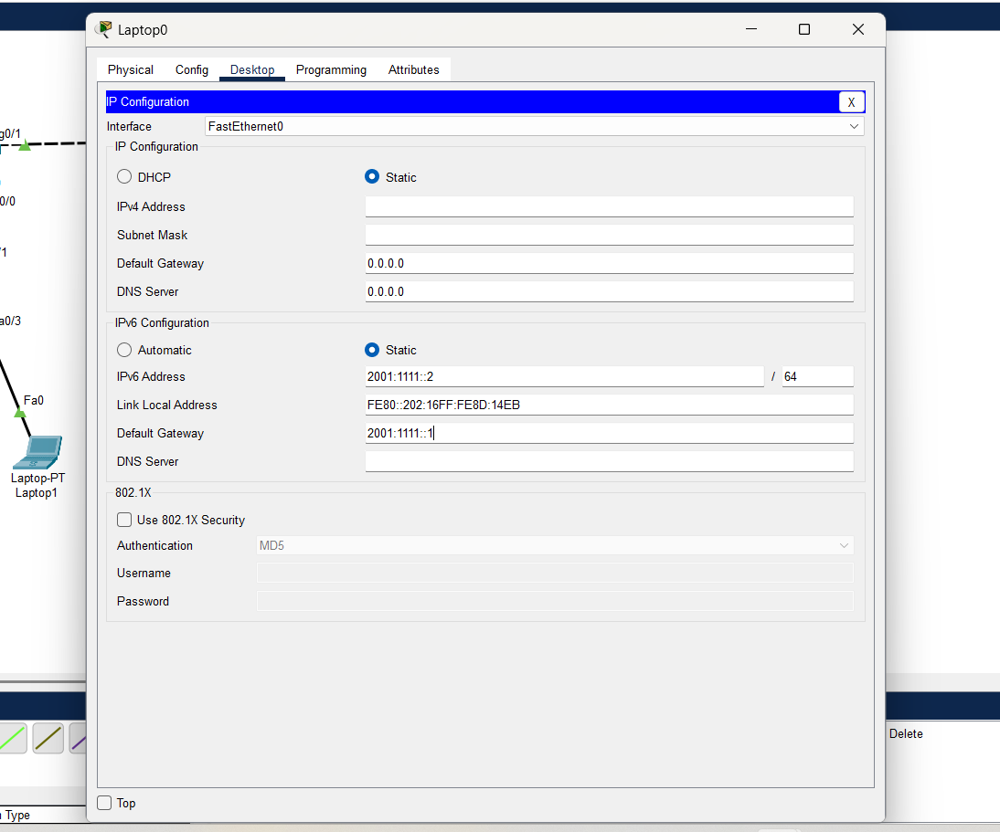 Laptop0
Physical Config Desktop Programming Attributes
IP Configuration X
Interface FastEthernet0
IP Configuration
DHCP Static
IPv4 Address
Subnet Mask
Default Gateway 0.0.0.0
DNS Server 0.0.0.0
IPv6 Configuration
Automatic Static
IPv6 Address 2001:1111::2 / 64
Link Local Address FE80::202:16FF:FE8D:14EB
Default Gateway 2001:1111::1
DNS Server
802.1X
Use 802.1X Security
Authentication MD5
Username
Password
Top
g0/1
0/0
/1
a0/3
Fa0
Laptop-PT
Laptop1
Type
Delete